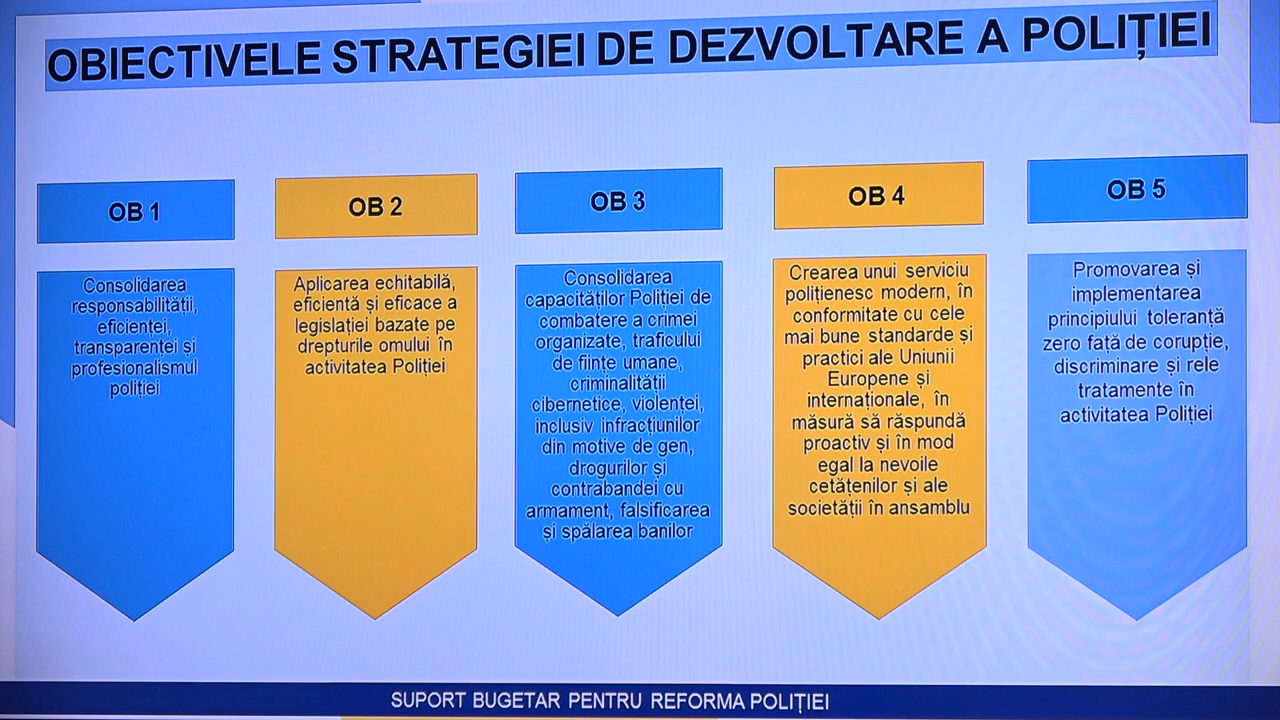 OBIECTIVELE STRATEGIEI DE DEZVOLTARE A POLIȚIEI
OB 1
Consolidarea
responsabilității,
eficienței,
transparenței și
profesionalismul
poliției
OB 2
Aplicarea echitabilă,
eficientă și eficace a
legislației bazate pe
drepturile omului în
activitatea Poliției
OB 3
Consolidarea
capacităților Poliției de
combatere a crimei
organizate, traficului
de ființe umane,
criminalității
cibernetice, violenței,
inclusiv infracțiunilor
din motive de gen,
drogurilor și
contrabandei cu
armament, falsificarea
și spălarea banilor
OB 4
Crearea unui serviciu
polițienesc modern, în
conformitate cu cele
mai bune standarde și
practici ale Uniunii
Europene și
internaționale, în
măsură să răspundă
proactiv și în mod
egal la nevoile
cetățenilor și ale
societății în ansamblu
OB 5
Promovarea și
implementarea
principiului toleranță
zero față de corupție,
discriminare și rele
tratamente în
activitatea Poliției
SUPORT BUGETAR PENTRU REFORMA POLIȚIEI